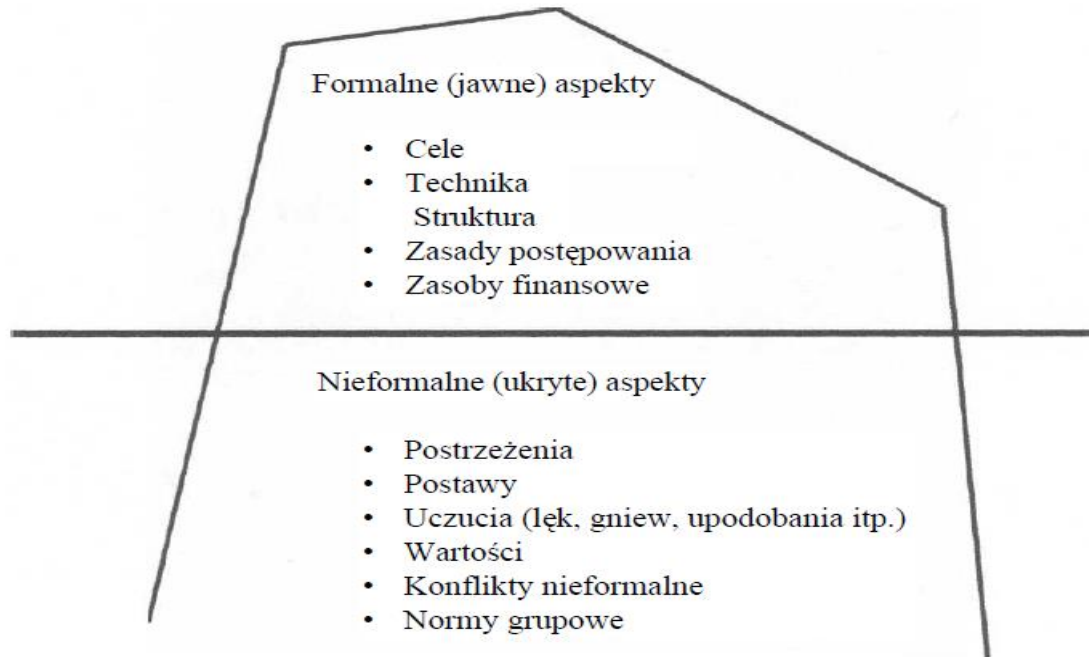 Formalne (jawne) aspekty
• Cele
• Technika
Struktura
• Zasady postępowania
• Zasoby finansowe
Nieformalne (ukryte) aspekty
• Postrzeżenia
• Postawy
• Uczucia (lęk, gniew, upodobania itp.)
• Wartości
• Konflikty nieformalne
• Normy grupowe